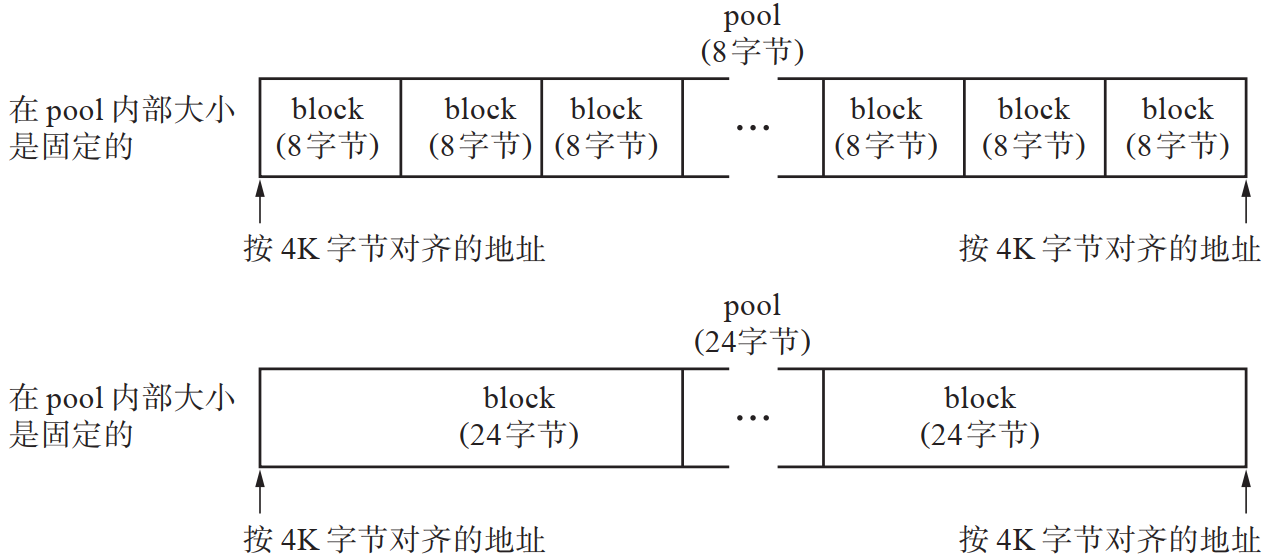 pool
(8字节)
在 pool 内部大小
是固定的
block
(8字节)
block
(8字节)
block
(8字节)
…
block
(8字节)
block
(8字节)
block
(8字节)
按 4K 字节对齐的地址
按 4K 字节对齐的地址
pool
(24字节)
在 pool 内部大小
是固定的
block
(24字节)
…
block
(24字节)
按 4K 字节对齐的地址
按 4K 字节对齐的地址